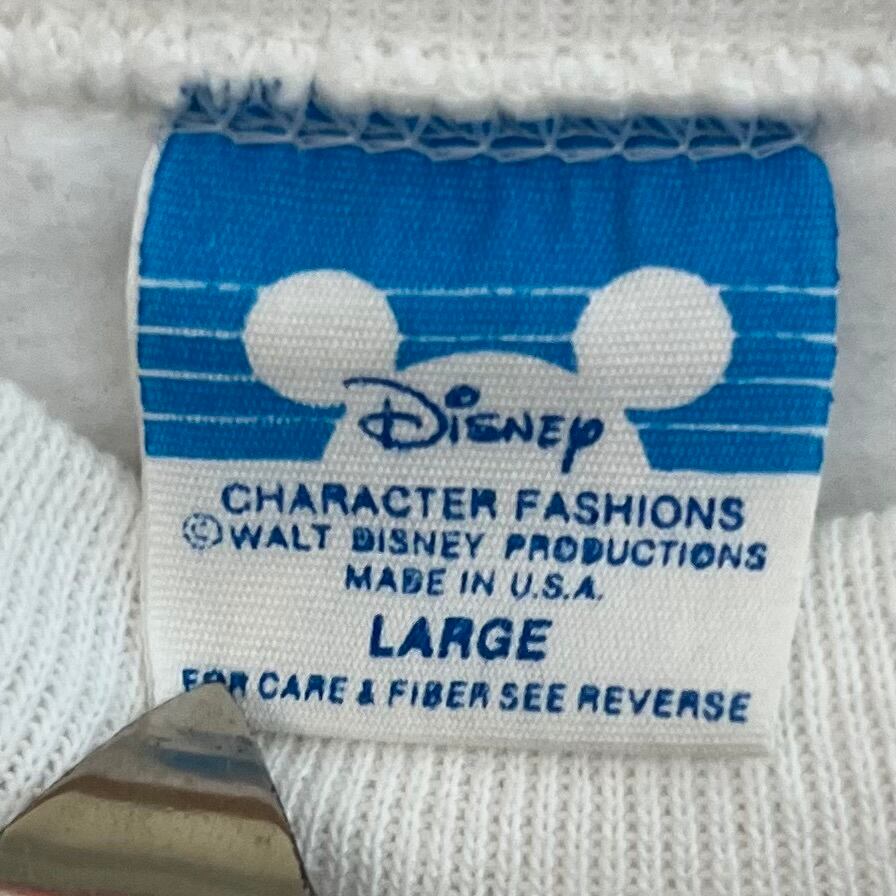 Disney
CHARACTER FASHIONS
© WALT DISNEY PRODUCTIONS
MADE IN U.S.A.
LARGE
FOR CARE & FIBER SEE REVERSE